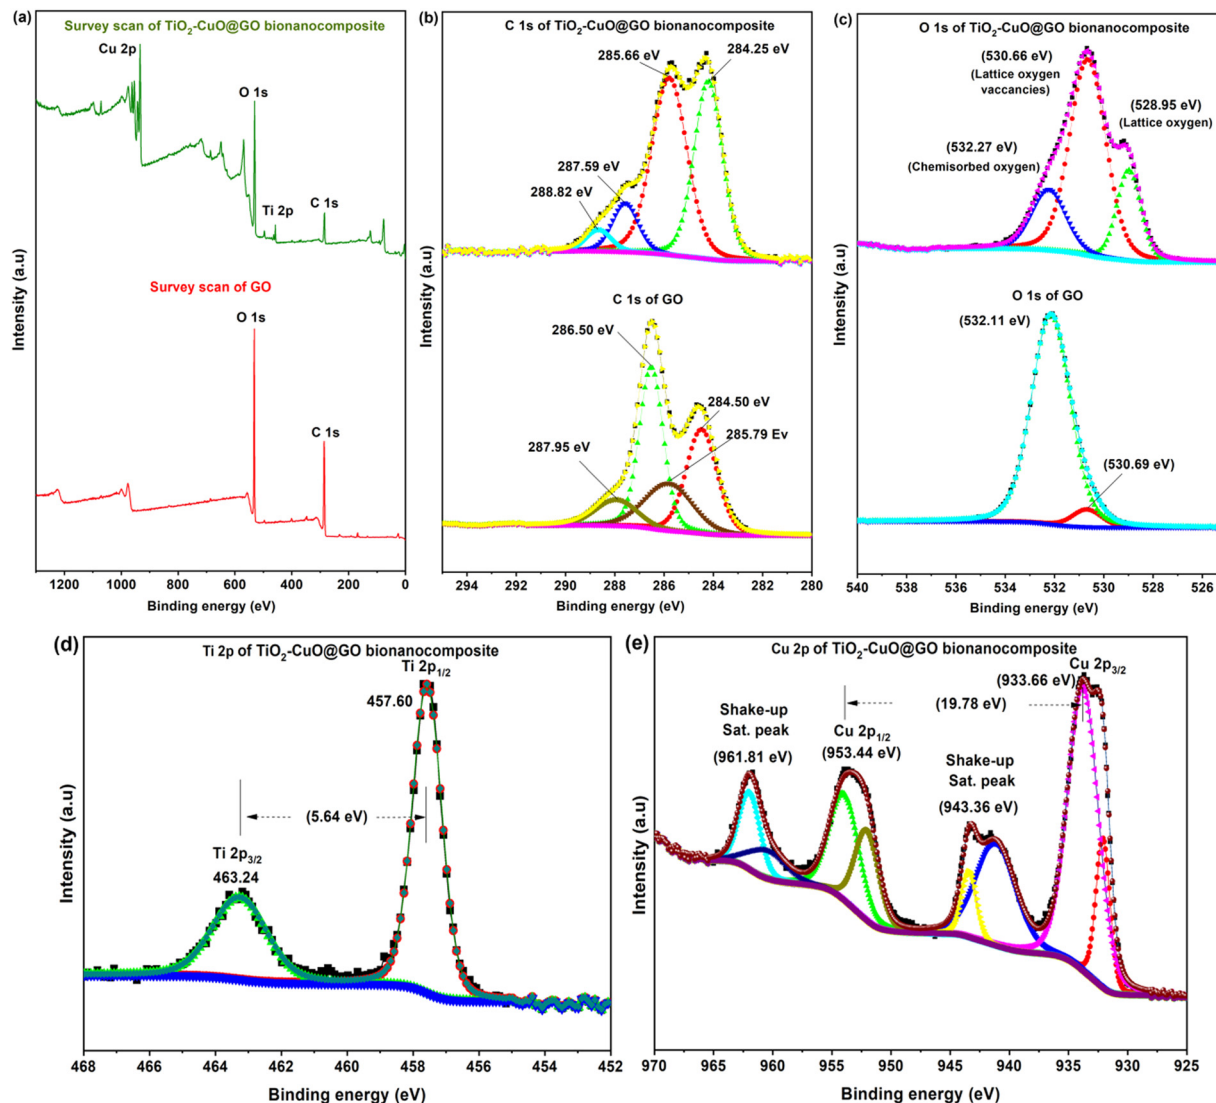 (a)
Survey scan of TiO2-CuO@GO bionanocomposite
Cu 2p
O 1s
Ti 2p
C 1s
Survey scan of GO
O 1s
C 1s
Intensity (a.u)
1200 1000 800 600 400 200 0
Binding energy (eV)
(b)
C 1s of TiO2-CuO@GO bionanocomposite
285.66 eV
284.25 eV
287.59 eV
288.82 eV
C 1s of GO
286.50 eV
284.50 eV
285.79 Ev
287.95 eV
Intensity (a.u)
294 292 290 288 286 284 282 280
Binding energy (eV)
(c)
O 1s of TiO2-CuO@GO bionanocomposite
(530.66 eV)
(Lattice oxygen
vaccancies)
(528.95 eV)
(Lattice oxygen)
(532.27 eV)
(Chemisorbed oxygen)
O 1s of GO
(532.11 eV)
(530.69 eV)
Intensity (a.u)
540 538 536 534 532 530 528 526
Binding energy (eV)
(d)
Ti 2p of TiO2-CuO@GO bionanocomposite
Ti 2p1/2
457.60
(5.64 eV)
Ti 2p3/2
463.24
Intensity (a.u)
468 466 464 462 460 458 456 454 452
Binding energy (eV)
(e)
Cu 2p of TiO2-CuO@GO bionanocomposite
Cu 2p3/2
(933.66 eV)
(19.78 eV)
Shake-up
Sat. peak
(961.81 eV)
Cu 2p1/2
(953.44 eV)
Shake-up
Sat. peak
(943.36 eV)
Intensity (a.u)
970 965 960 955 950 945 940 935 930 925
Binding energy (eV)